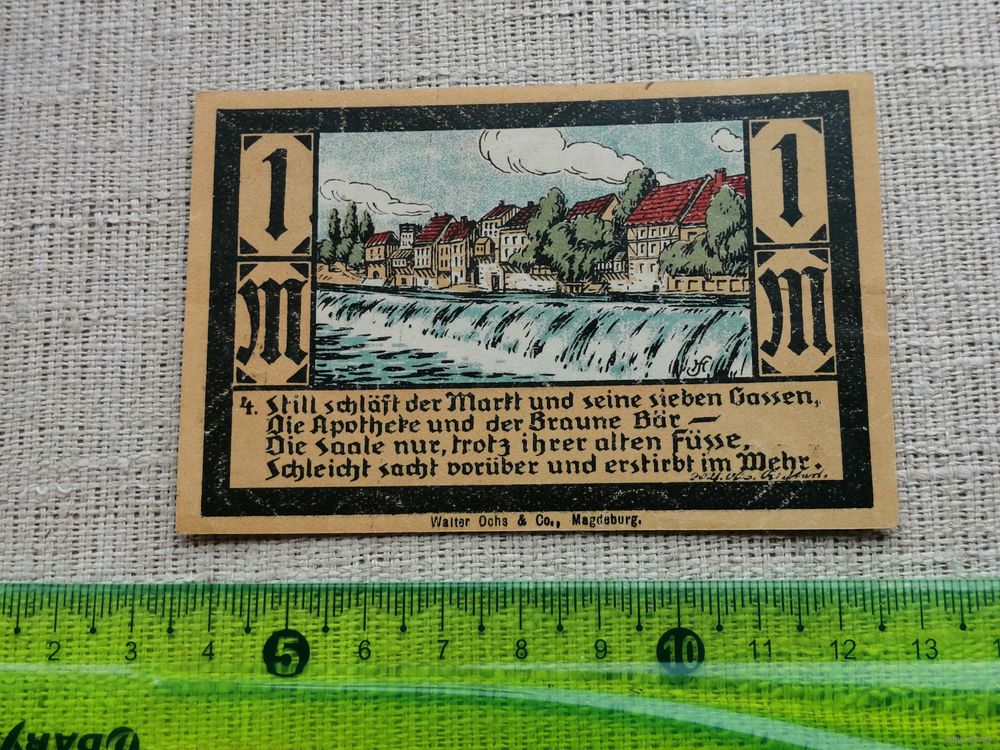 1
1
M
M
4. Still schläft der Markt und seine sieben Gassen,
Die Apotheke und der Braune Bär —
Die Saale nur, trotz ihrer alten Füsse,
Schleicht sacht vorüber und erstirbt im Mehr.
Walter Ochs & Co., Magdeburg.
2 3 4 5 6 7 8 9 10 11 12 13